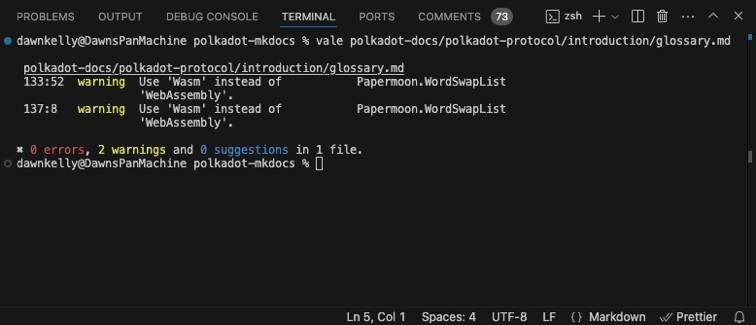 PROBLEMS OUTPUT DEBUG CONSOLE TERMINAL PORTS COMMENTS 73 zsh
dawnkelly@DawnsPanMachine polkadot-mkdocs % vale polkadot-docs/polkadot-protocol/introduction/glossary.md
polkadot-docs/polkadot-protocol/introduction/glossary.md
133:52 warning Use 'Wasm' instead of Papermoon.WordSwapList
'WebAssembly'.
137:8 warning Use 'Wasm' instead of Papermoon.WordSwapList
'WebAssembly'.
✖ 0 errors, 2 warnings and 0 suggestions in 1 file.
dawnkelly@DawnsPanMachine polkadot-mkdocs %
Ln 5, Col 1 Spaces: 4 UTF-8 LF {} Markdown Prettier